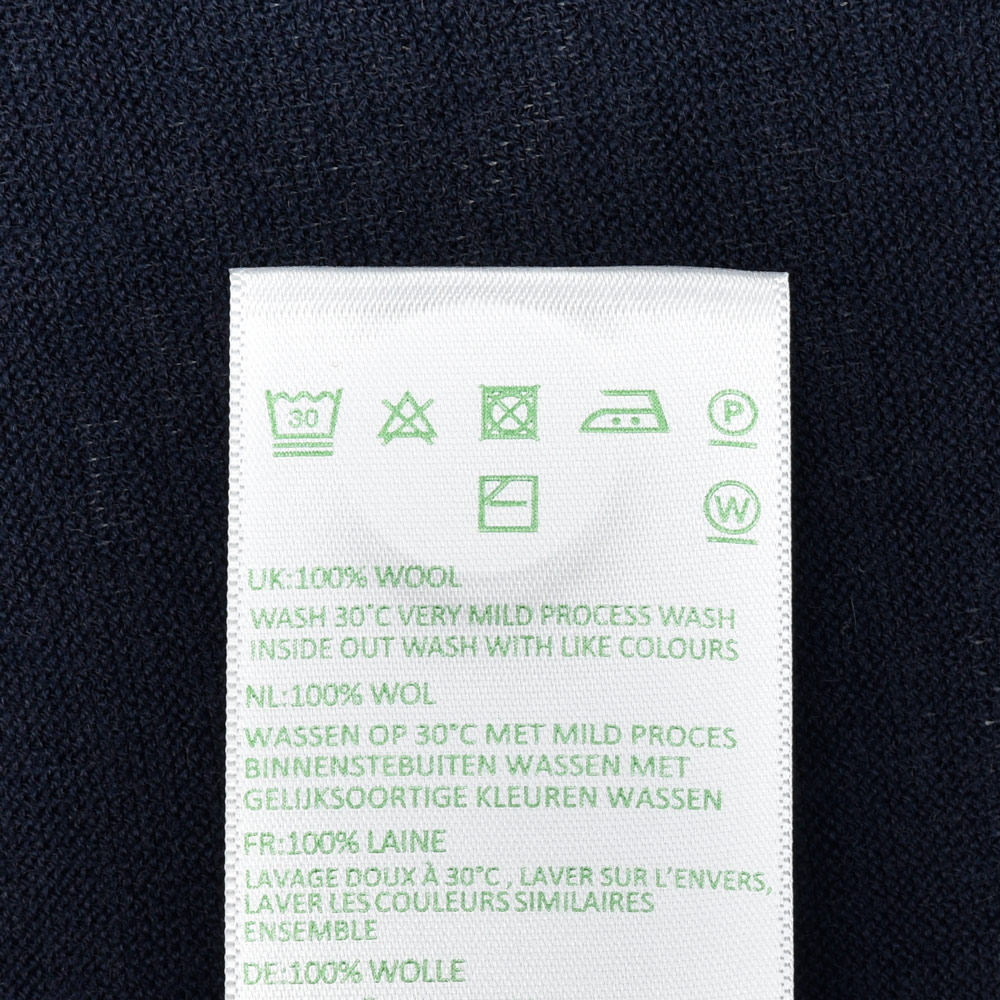 30
P
W
UK:100% WOOL
WASH 30°C VERY MILD PROCESS WASH
INSIDE OUT WASH WITH LIKE COLOURS
NL:100% WOL
WASSEN OP 30°C MET MILD PROCES
BINNENSTEBUITEN WASSEN MET
GELIJKSOORTIGE KLEUREN WASSEN
FR:100% LAINE
LAVAGE DOUX À 30°C, LAVER SUR L'ENVERS,
LAVER LES COULEURS SIMILAIRES
ENSEMBLE
DE:100% WOLLE